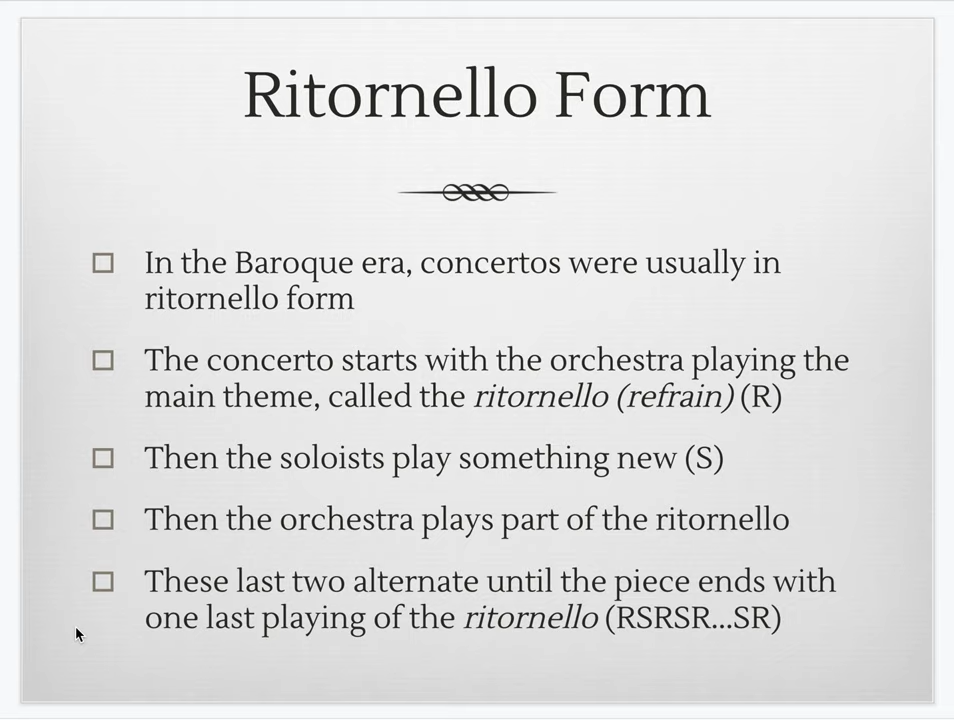 Ritornello Form
In the Baroque era, concertos were usually in
ritornello form
The concerto starts with the orchestra playing the
main theme, called the ritornello (refrain) (R)
Then the soloists play something new (S)
Then the orchestra plays part of the ritornello
These last two alternate until the piece ends with
one last playing of the ritornello (RSRSR...SR)